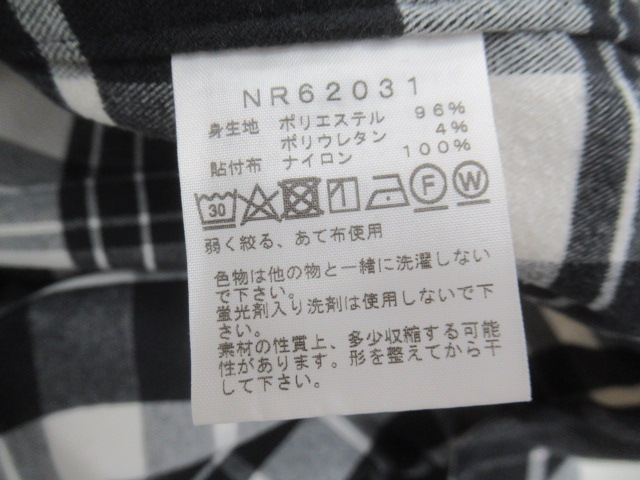 NR62031
身生地 ポリエステル 96%
ポリウレタン 4%
貼付布 ナイロン 100%
30 F W
弱く絞る、あて布使用
色物は他の物と一緒に洗濯しない
で下さい。
蛍光剤入り洗剤は使用しないで下
さい。
素材の性質上、多少収縮する可能
性があります。形を整えてから干
して下さい。